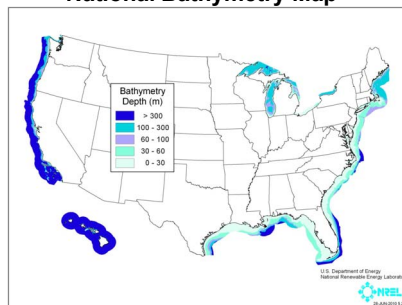 National Bathymetry Map
Bathymetry
Depth (m)
> 300
100 - 300
60 - 100
30 - 60
0 - 30
U.S. Department of Energy
National Renewable Energy Laborato
NREL